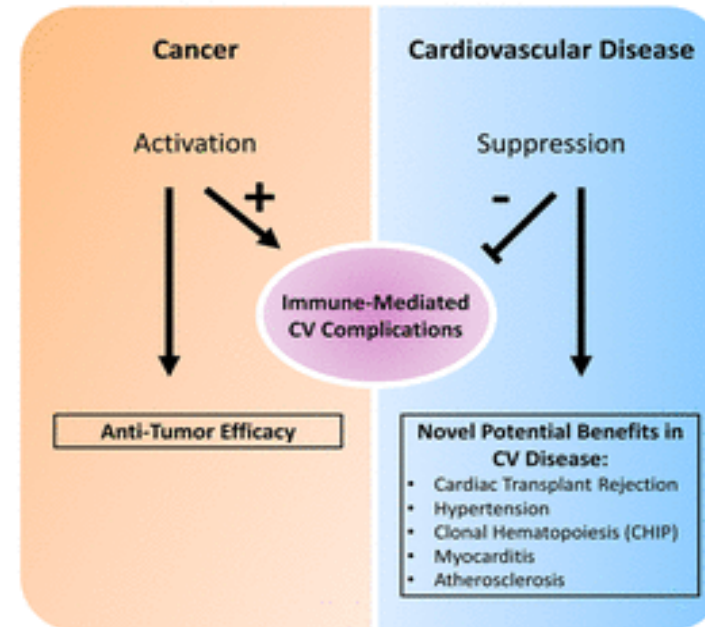 Cancer
Cardiovascular Disease
Activation
Suppression
+
-
Immune-Mediated
CV Complications
Anti-Tumor Efficacy
Novel Potential Benefits in
CV Disease:
• Cardiac Transplant Rejection
• Hypertension
• Clonal Hematopoiesis (CHIP)
• Myocarditis
• Atherosclerosis